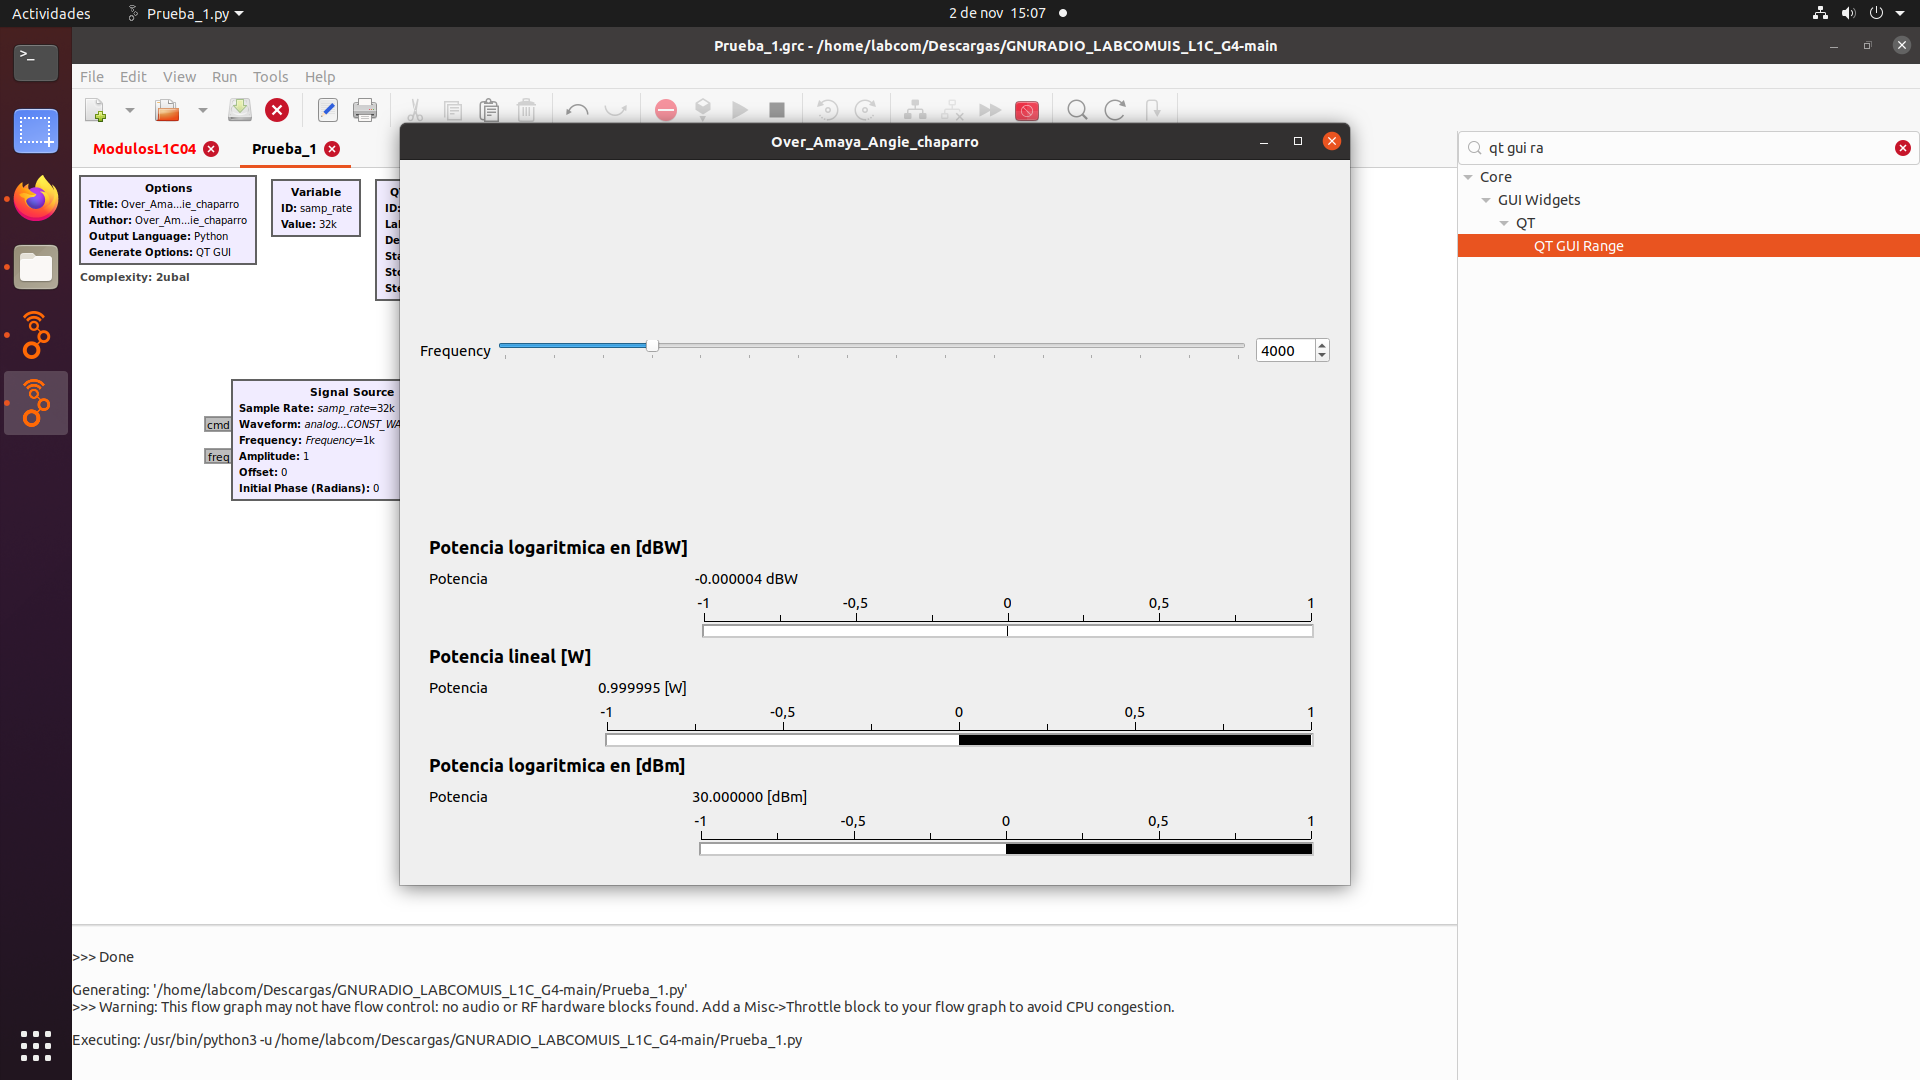 Actividades
Prueba_1.py
2 de nov 15:07
Prueba_1.grc - /home/labcom/Descargas/GNURADIO_LABCOMUIS_L1C_G4-main
File Edit View Run Tools Help
ModulosL1C04
Prueba_1
Options
Title: Over_Ama...ie_chaparro
Author: Over_Am...vie_chaparro
Output Language: Python
Generate Options: QT GUI
Complexity: 2ubal
Variable
ID: samp_rate
Value: 32k
ID:
Signal Source
Sample Rate: samp_rate=32k
Waveform: analog...CONST_WA
Frequency: Frequency=1k
Amplitude: 1
Offset: 0
Initial Phase (Radians): 0
cmd
freq
Over_Amaya_Angie_chaparro
Frequency
4000
Potencia logaritmica en [dBW]
Potencia -0.000004 dBW
-1 -0,5 0 0,5 1
Potencia lineal [W]
Potencia 0.999995 [W]
-1 -0,5 0 0,5 1
Potencia logaritmica en [dBm]
Potencia 30.000000 [dBm]
-1 -0,5 0 0,5 1
qt gui ra
Core
GUI Widgets
QT
QT GUI Range
>>> Done
Generating: '/home/labcom/Descargas/GNURADIO_LABCOMUIS_L1C_G4-main/Prueba_1.py'
>>> Warning: This flow graph may not have flow control: no audio or RF hardware blocks found. Add a Misc->Throttle block to your flow graph to avoid CPU congestion.
Executing: /usr/bin/python3 -u /home/labcom/Descargas/GNURADIO_LABCOMUIS_L1C_G4-main/Prueba_1.py